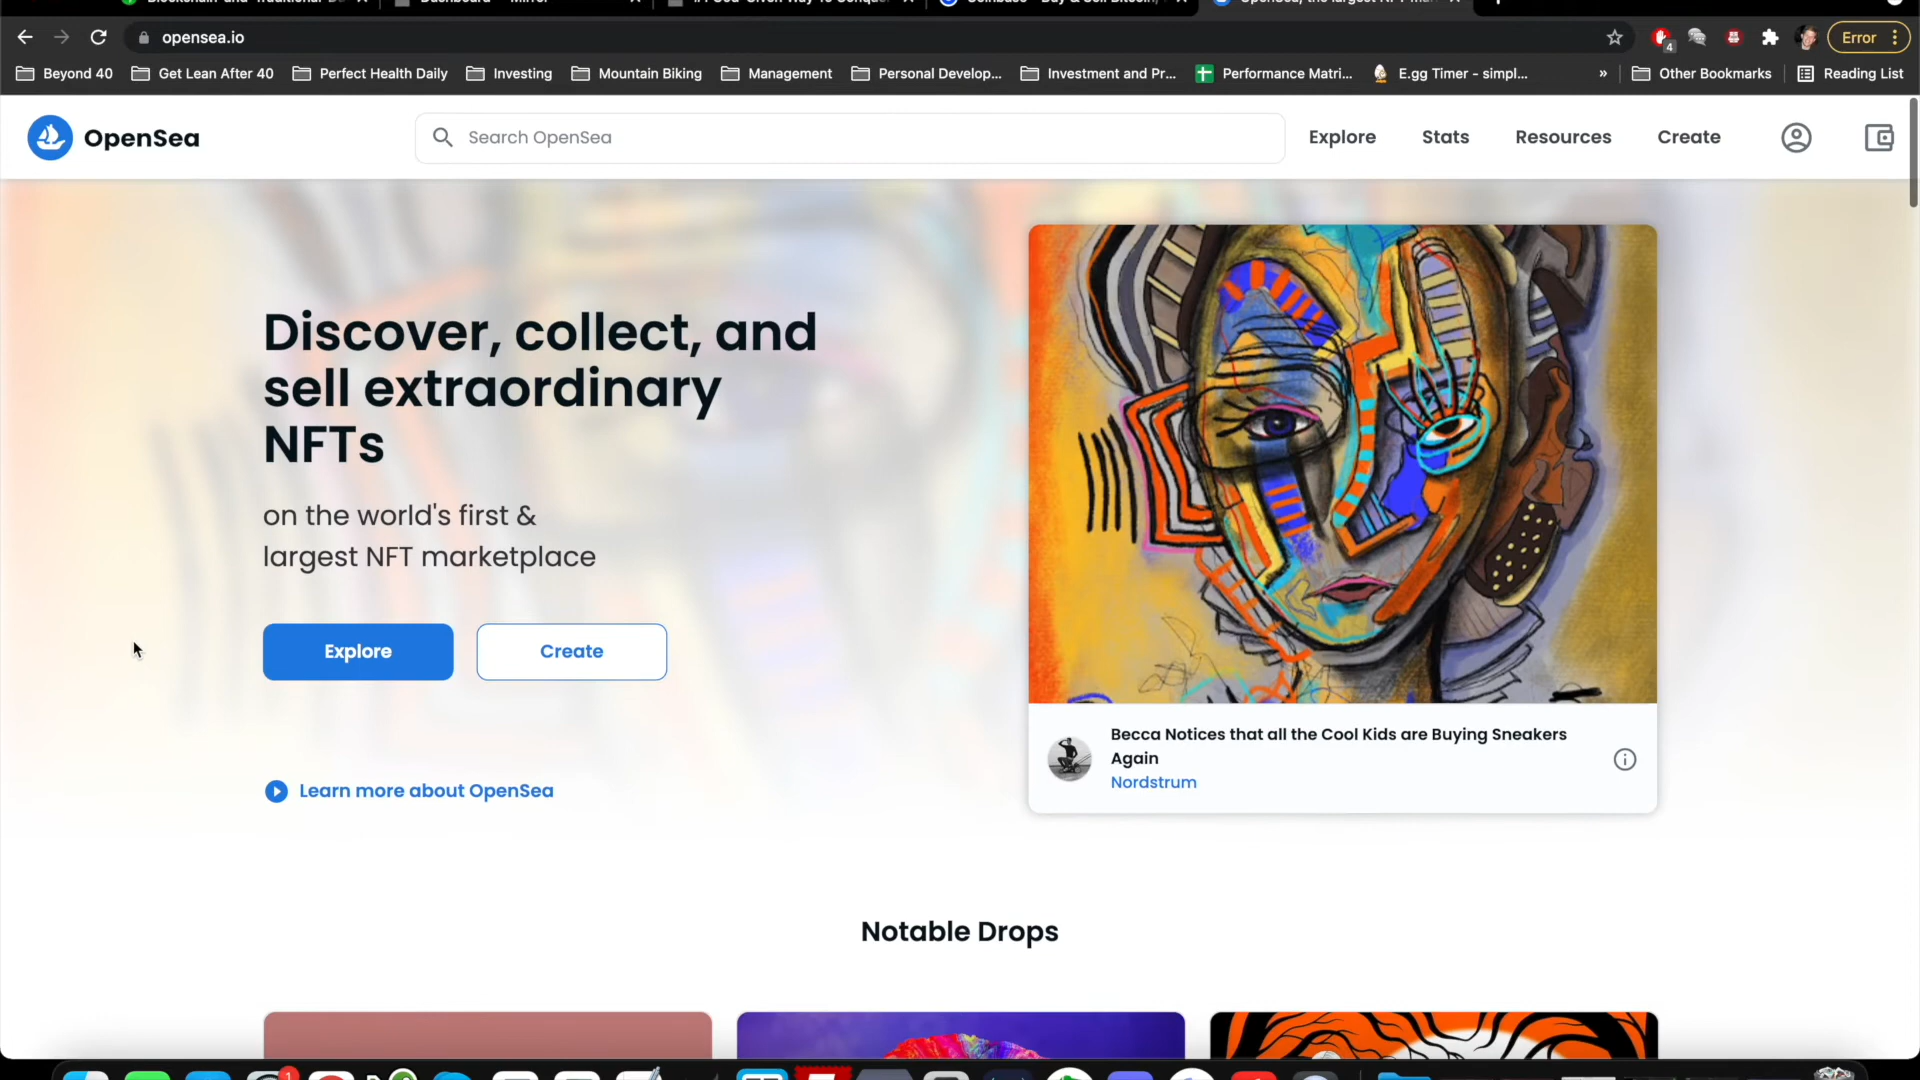 opensea.io
Error
4
Beyond 40
Get Lean After 40
Perfect Health Daily
Investing
Mountain Biking
Management
Personal Develop...
Investment and Pr...
Performance Matri...
E.gg Timer - simpl...
»
Other Bookmarks
Reading List
OpenSea
Search OpenSea
Explore
Stats
Resources
Create
Discover, collect, and
sell extraordinary
NFTs
on the world's first &
largest NFT marketplace
Explore
Create
Learn more about OpenSea
Becca Notices that all the Cool Kids are Buying Sneakers
Again
Nordstrum
Notable Drops
1